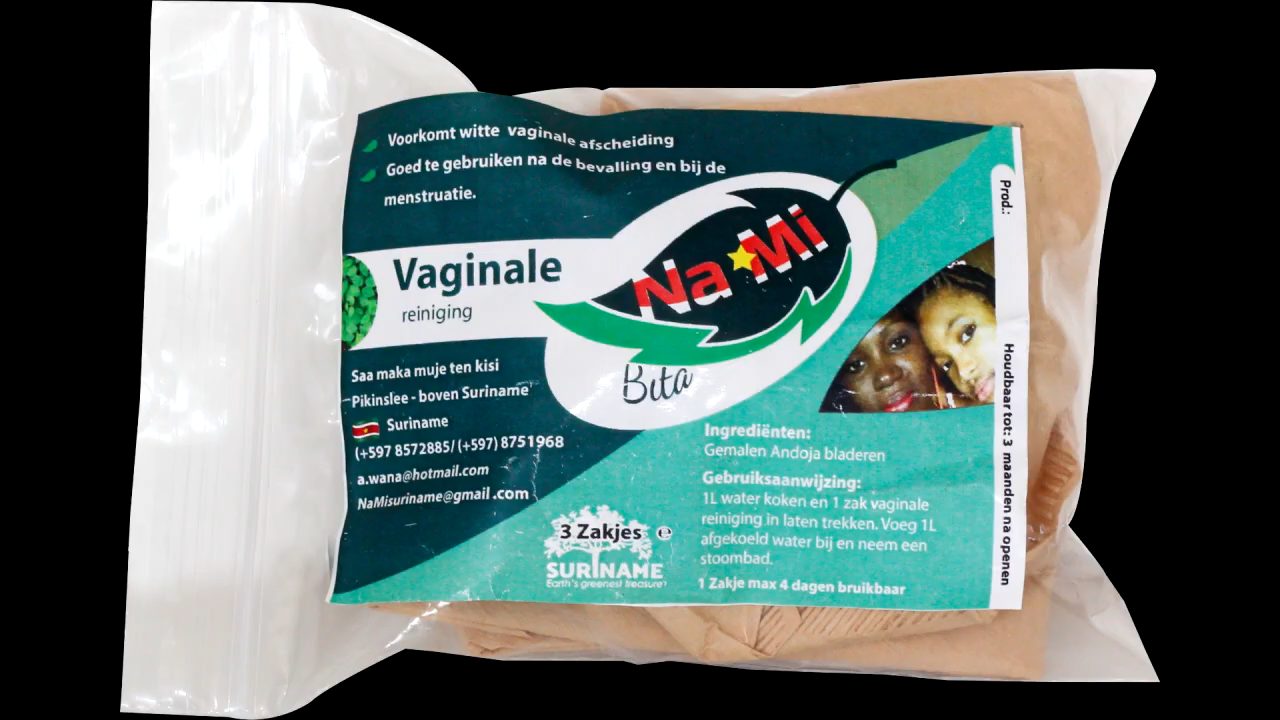 Voorkomt witte vaginale afscheiding
Goed te gebruiken na de bevalling en bij de
menstruatie.
Vaginale
reiniging
Na Mi
Bita
Saa maka muje ten kisi
Pikinslee - boven Suriname
Suriname
(+597 8572885/ (+597) 8751968
a.wana@hotmail.com
NaMisuriname@gmail.com
3 Zakjes e
SURINAME
Earth's greenest treasure
Ingrediënten:
Gemalen Andoja bladeren
Gebruiksaanwijzing:
1L water koken en 1 zak vaginale
reiniging in laten trekken. Voeg 1L
afgekoeld water bij en neem een
stoombad.
1 Zakje max 4 dagen bruikbaar
Prod.:
Houdbaar tot: 3 maanden na openen